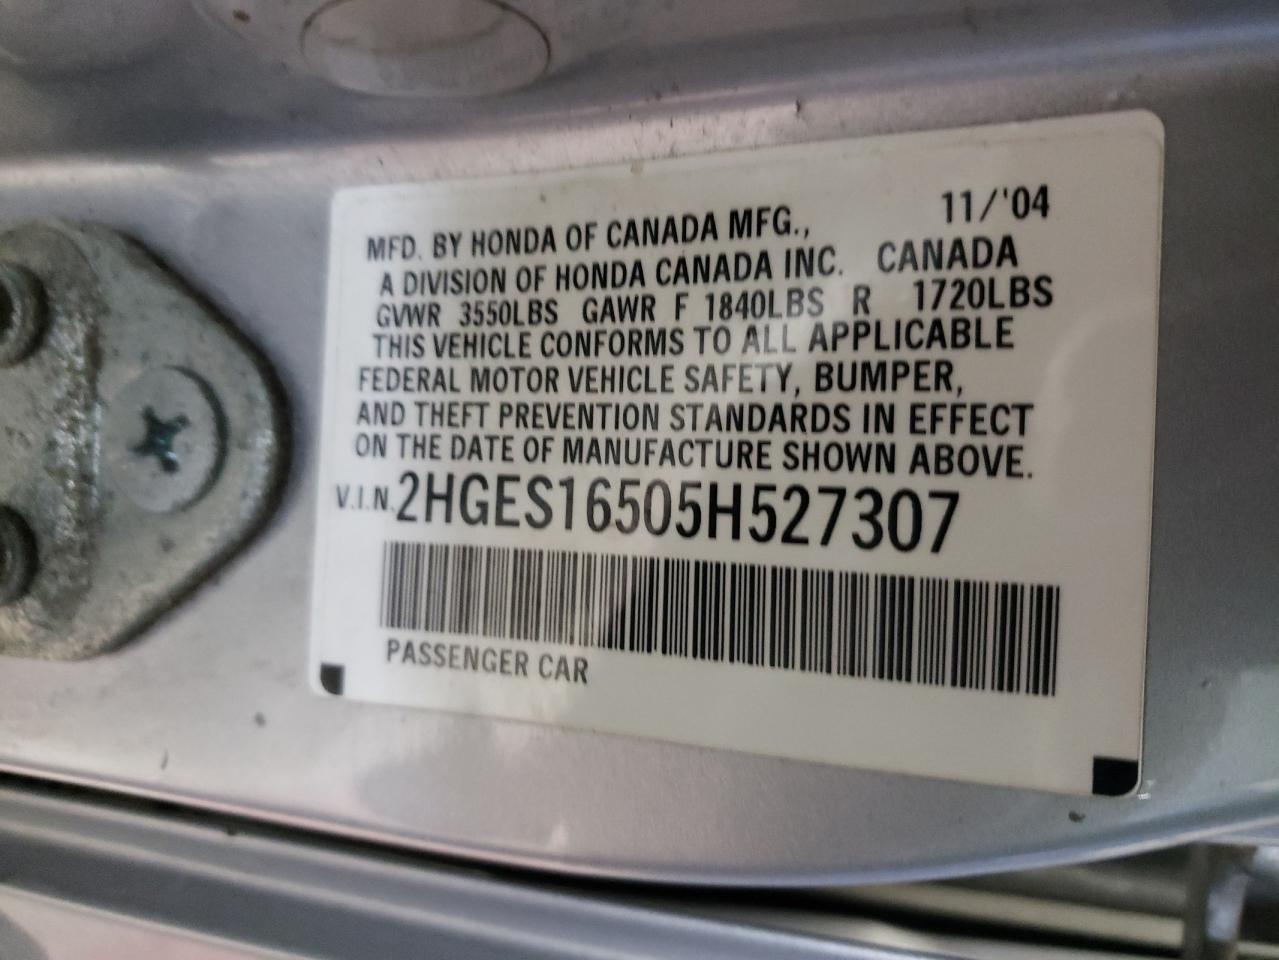 11/'04
MFD. BY HONDA OF CANADA MFG.,
A DIVISION OF HONDA CANADA INC. CANADA
GVWR 3550LBS GAWR F 1840LBS R 1720LBS
THIS VEHICLE CONFORMS TO ALL APPLICABLE
FEDERAL MOTOR VEHICLE SAFETY, BUMPER,
AND THEFT PREVENTION STANDARDS IN EFFECT
ON THE DATE OF MANUFACTURE SHOWN ABOVE.
V.I.N. 2HGES16505H527307
PASSENGER CAR